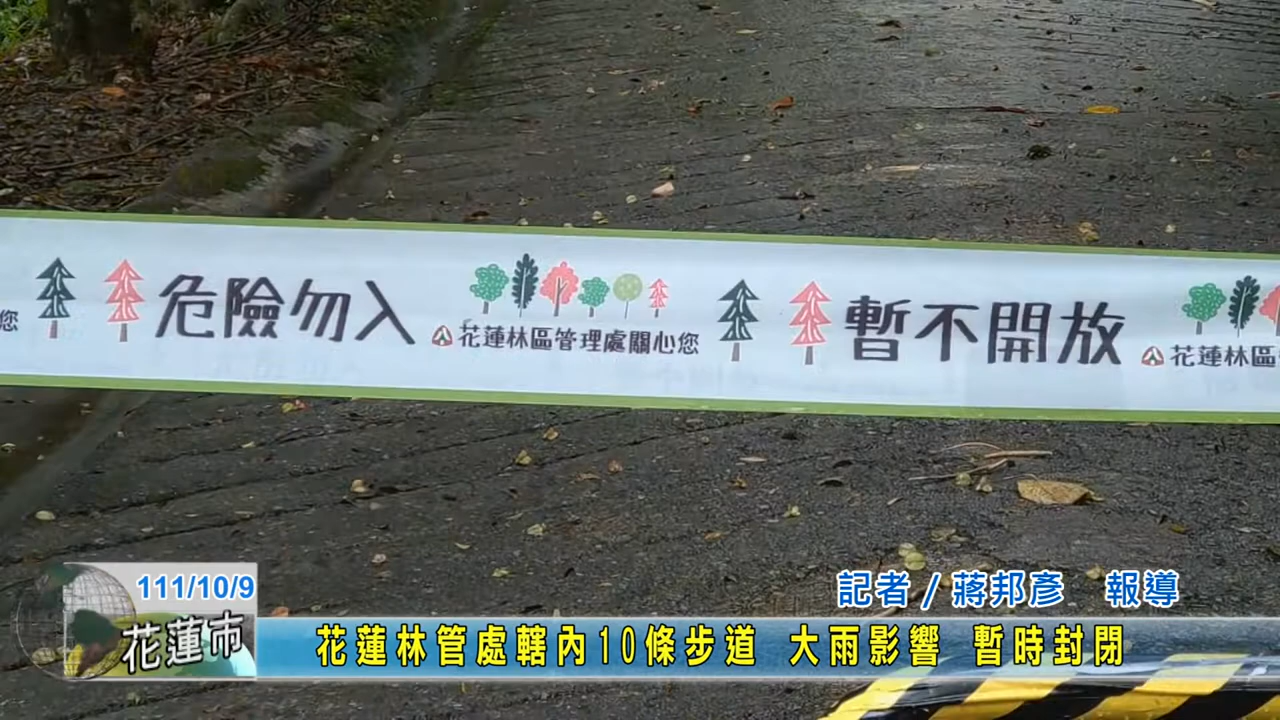 您 危險勿入 花蓮林區管理處關心您 暫不開放 花蓮林區
111/10/9
花蓮市
記者/蔣邦彥 報導
花蓮林管處轄內10條步道 大雨影響 暫時封閉